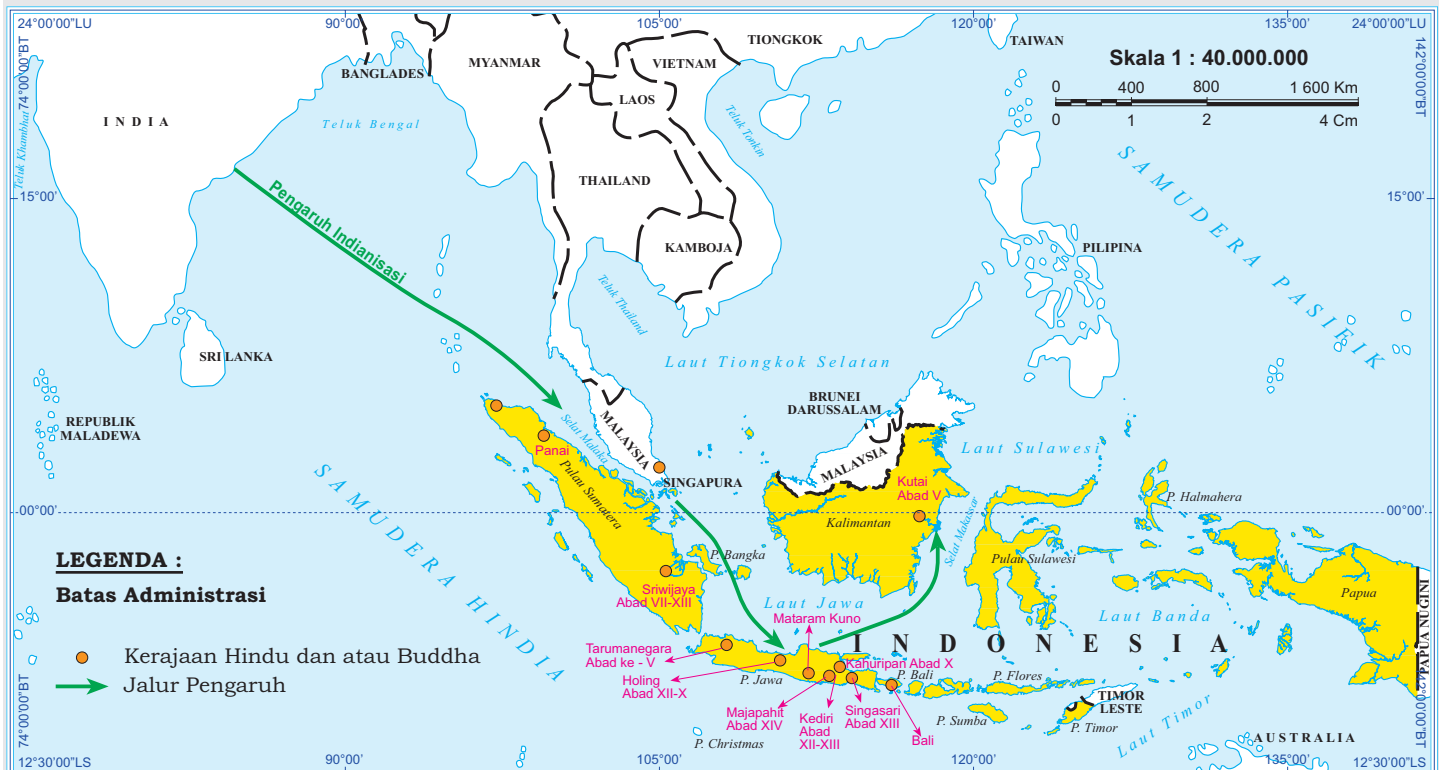 24°00'00"LU
90°00'
105°00'
120°00'
135°00'
24°00'00"LU
74°00'00"BT
142°00'00"BT
BANGLADES
MYANMAR
TIONGKOK
VIETNAM
LAOS
TAIWAN
Skala 1 : 40.000.000
0 400 800 1 600 Km
0 1 2 4 Cm
INDIA
Teluk Khambhat
Teluk Bengal
Teluk Tonkin
15°00'
15°00'
THAILAND
Pengaruh Indianisasi
KAMBOJA
PILIPINA
SAMUDERA PASIFIK
Teluk Thailand
SRI LANKA
Laut Tiongkok Selatan
REPUBLIK
MALADEWA
BRUNEI
DARUSSALAM
Selat Malaka
MALAYSIA
MALAYSIA
Laut Sulawesi
Panai
Pulau Sumatera
SINGAPURA
Kutai
Abad V
P. Halmahera
00°00'
00°00'
Kalimantan
Selat Makassar
SAMUDERA HINDIA
P. Bangka
Pulau Sulawesi
Papua
PAPUA NUGINI
LEGENDA :
Batas Administrasi
Kerajaan Hindu dan atau Buddha
Jalur Pengaruh
Sriwijaya
Abad VII-XIII
Laut Jawa
Mataram Kuno
Laut Banda
INDONESIA
Tarumanegara
Abad ke - V
Holing
Abad XII-X
P. Jawa
Kahuripan Abad X
P. Bali
P. Flores
Majapahit
Abad XIV
Kediri
Abad
XII-XIII
Singasari
Abad XIII
Bali
P. Sumba
TIMOR
LESTE
P. Timor
Laut Timor
P. Christmas
AUSTRALIA
74°00'00"BT
142°00'00"BT
12°30'00"LS
90°00'
105°00'
120°00'
135°00'
12°30'00"LS